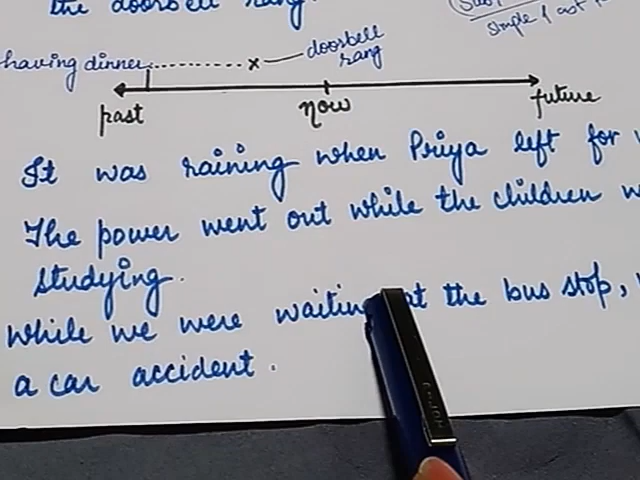 the doorbell rang
simple past
having dinner
doorbell
rang
past
now
future
It was raining when Priya left for
The power went out while the children
studying.
While we were waiting at the bus stop,
a car accident.